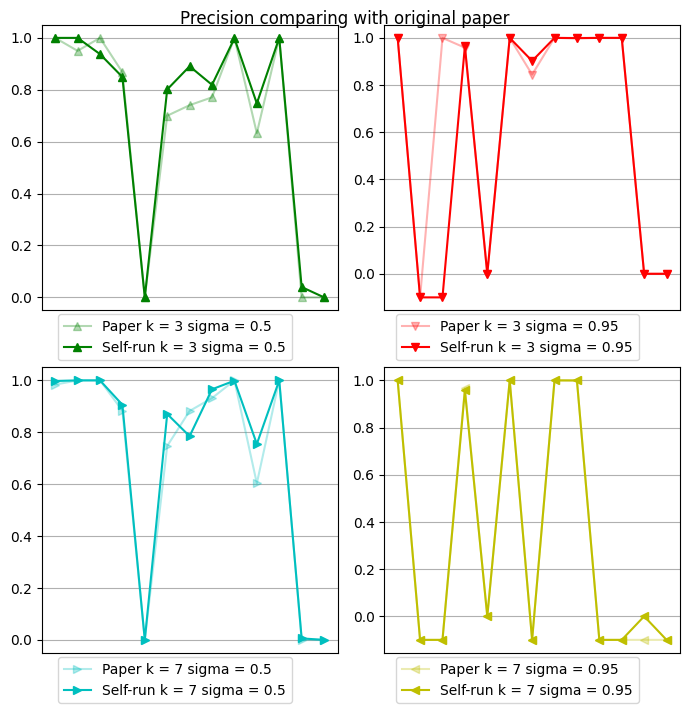 Precision comparing with original paper
1.0
0.8
0.6
0.4
0.2
0.0
Paper k = 3 sigma = 0.5
Self-run k = 3 sigma = 0.5
1.0
0.8
0.6
0.4
0.2
0.0
Paper k = 3 sigma = 0.95
Self-run k = 3 sigma = 0.95
1.0
0.8
0.6
0.4
0.2
0.0
Paper k = 7 sigma = 0.5
Self-run k = 7 sigma = 0.5
1.0
0.8
0.6
0.4
0.2
0.0
Paper k = 7 sigma = 0.95
Self-run k = 7 sigma = 0.95